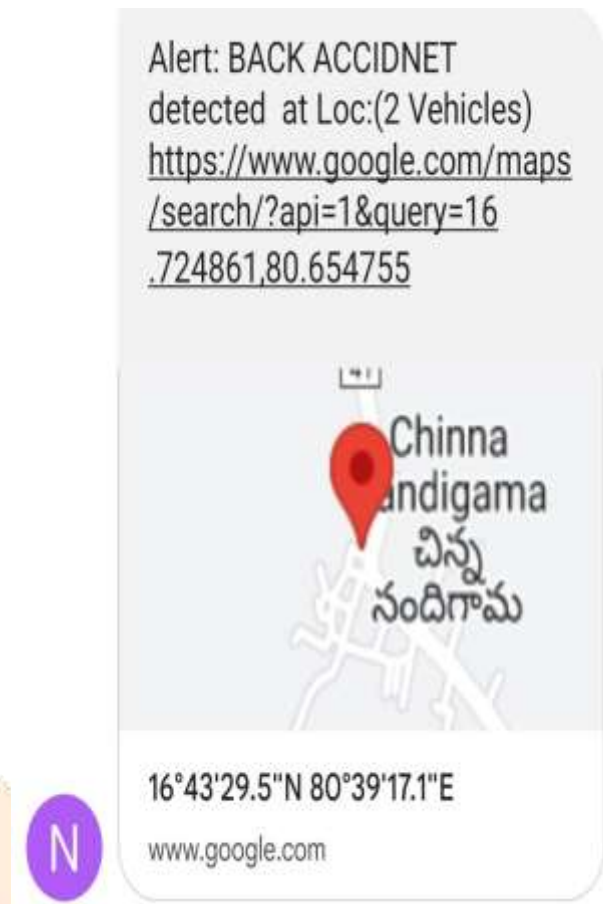 Alert: BACK ACCIDNET
detected at Loc:(2 Vehicles)
https://www.google.com/maps
/search/?api=1&query=16
.724861,80.654755
41
Chinna
andigama
చిన్న
నందిగామ
16°43'29.5"N 80°39'17.1"E
N
www.google.com